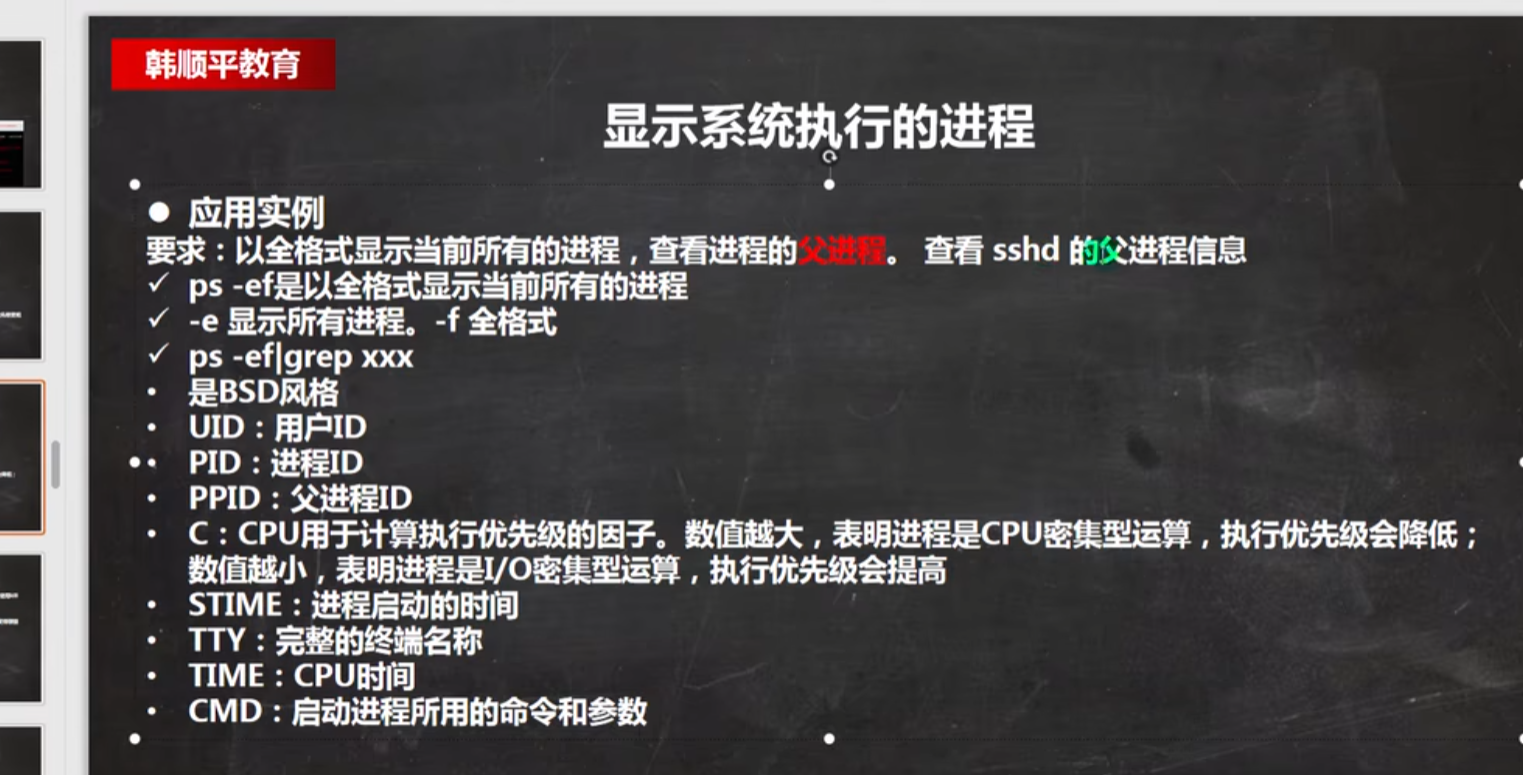 韩顺平教育
显示系统执行的进程
● 应用实例
要求：以全格式显示当前所有的进程，查看进程的父进程。 查看 sshd 的父进程信息
✓ ps -ef是以全格式显示当前所有的进程
✓ -e 显示所有进程。-f 全格式
✓ ps -ef|grep xxx
• 是BSD风格
• UID：用户ID
• PID：进程ID
• PPID：父进程ID
• C：CPU用于计算执行优先级的因子。数值越大，表明进程是CPU密集型运算，执行优先级会降低；
数值越小，表明进程是I/O密集型运算，执行优先级会提高
• STIME：进程启动的时间
• TTY：完整的终端名称
• TIME：CPU时间
• CMD：启动进程所用的命令和参数